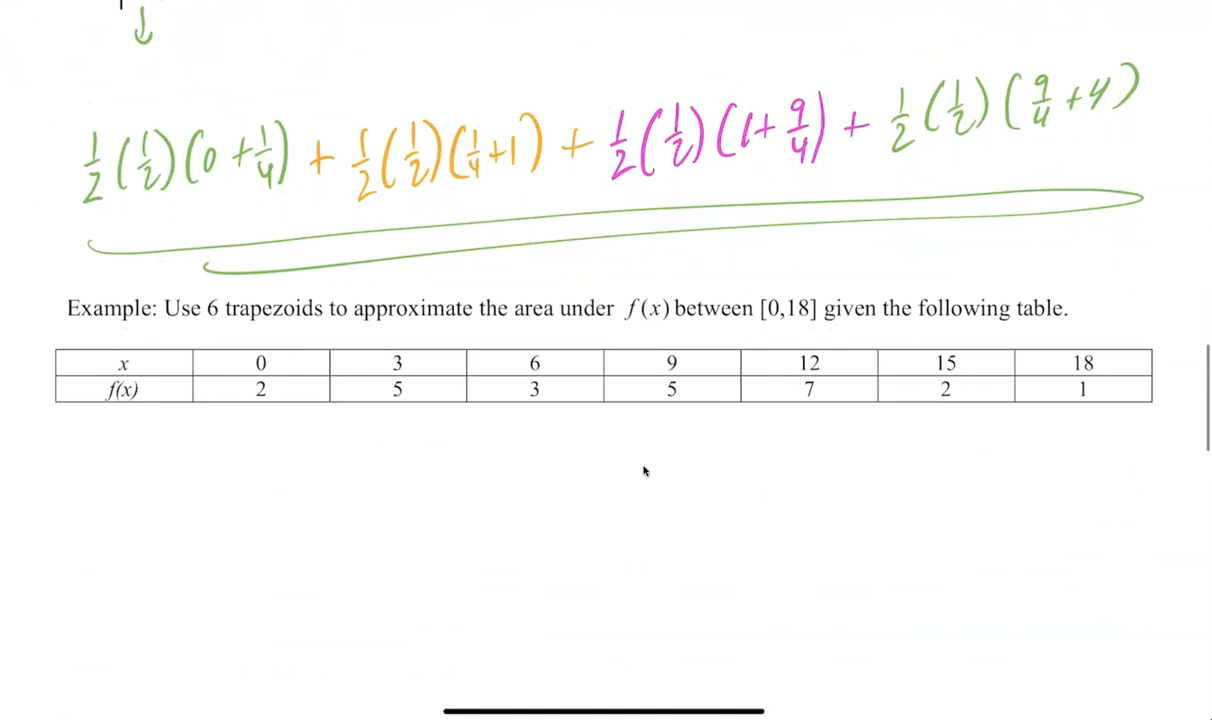 1/2(1/2)(0 + 1/4) + 1/2(1/2)(1/4 + 1) + 1/2(1/2)(1 + 9/4) + 1/2(1/2)(9/4 + 4)
Example: Use 6 trapezoids to approximate the area under f(x) between [0,18] given the following table.
x 0 3 6 9 12 15 18
f(x) 2 5 3 5 7 2 1